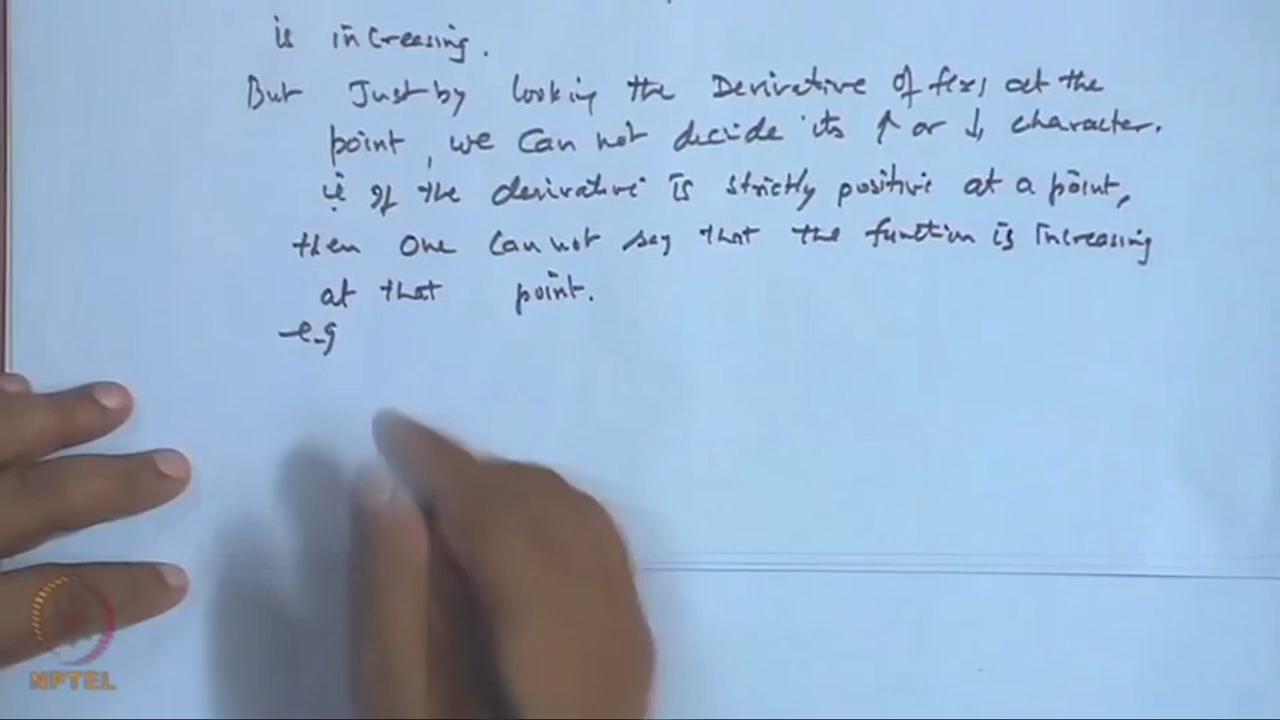 is increasing.
But Just by looking the Derivative of f(x) at the
point, we can not decide its ↑ or ↓ character.
ie if the derivative is strictly positive at a point,
then one can not say that the function is increasing
at that point.
e.g
NPTEL